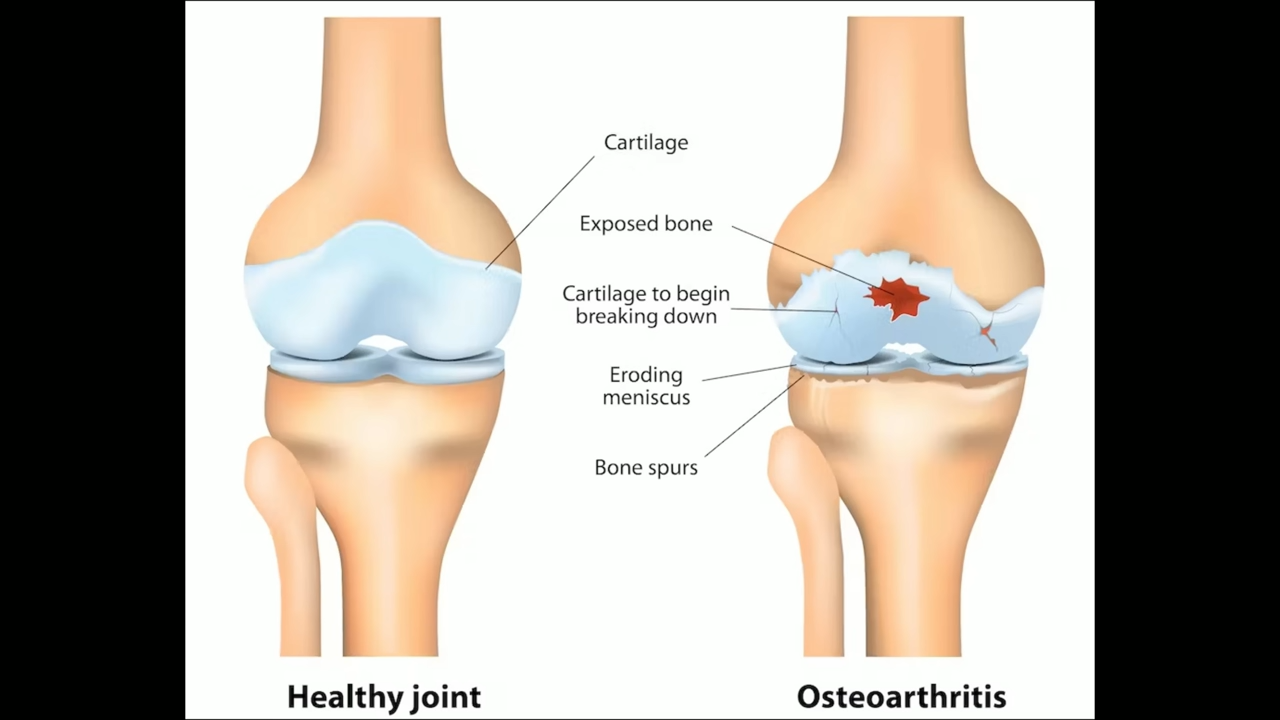 Cartilage
Exposed bone
Cartilage to begin
breaking down
Eroding
meniscus
Bone spurs
Healthy joint
Osteoarthritis